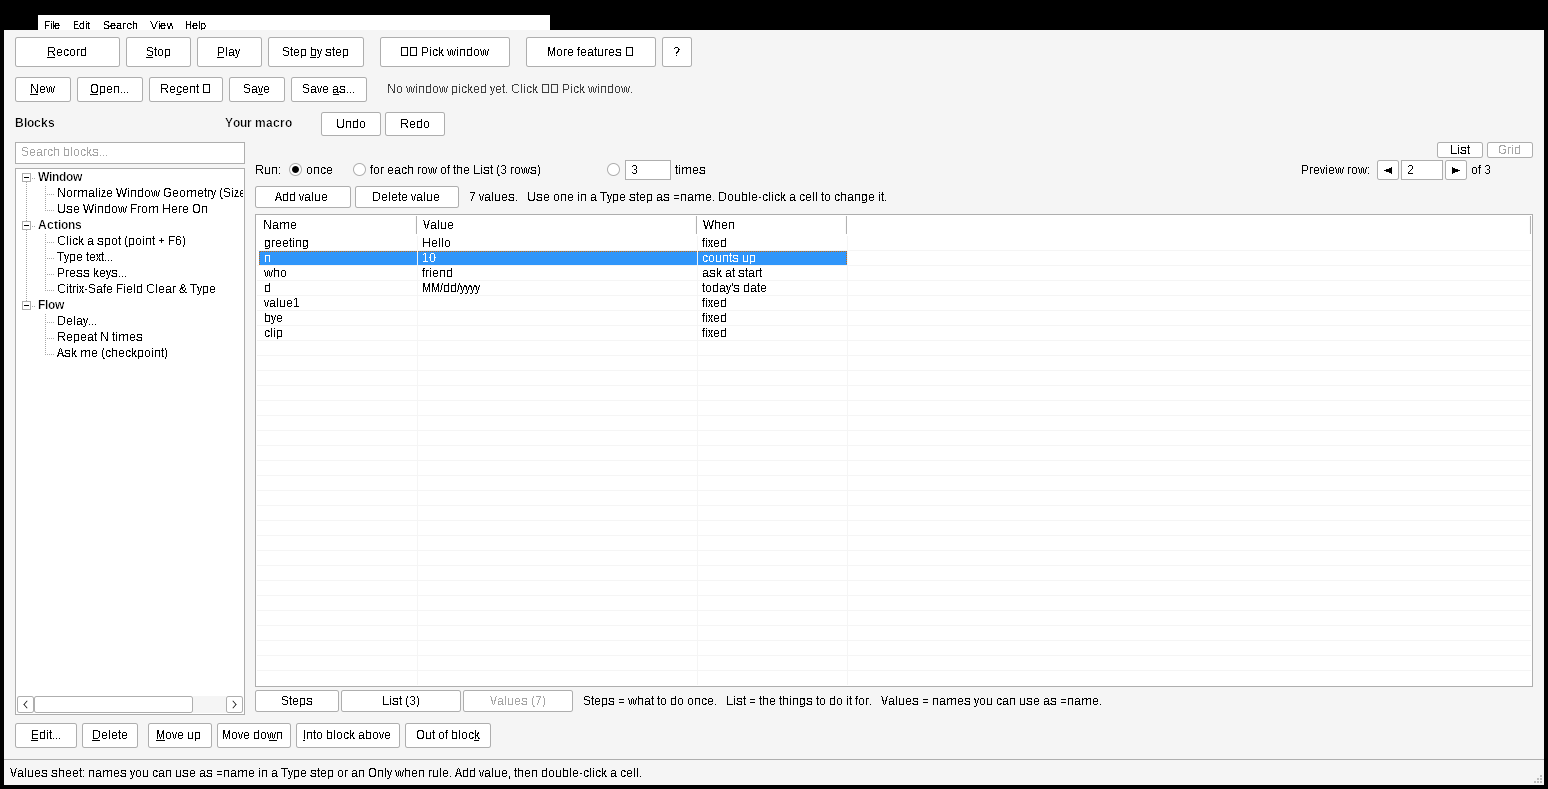 File Edit Search View Help
Record Stop Play Step by step Pick window More features ?
New Open... Recent Save Save as... No window picked yet. Click Pick window.
Blocks Your macro Undo Redo
Search blocks... List Grid
Run: once for each row of the List (3 rows) 3 times Preview row: ◄ 2 ► of 3
Add value Delete value 7 values. Use one in a Type step as =name. Double-click a cell to change it.
Window
Normalize Window Geometry (Size
Use Window From Here On
Actions
Click a spot (point + F6)
Type text...
Press keys...
Citrix-Safe Field Clear & Type
Flow
Delay...
Repeat N times
Ask me (checkpoint)
Name Value When
greeting Hello fixed
n 10 counts up
who friend ask at start
d MM/dd/yyyy today's date
value1 fixed
bye fixed
clip fixed
Steps List (3) Values (7) Steps = what to do once. List = the things to do it for. Values = names you can use as =name.
Edit... Delete Move up Move down Into block above Out of block
Values sheet: names you can use as =name in a Type step or an Only when rule. Add value, then double-click a cell.